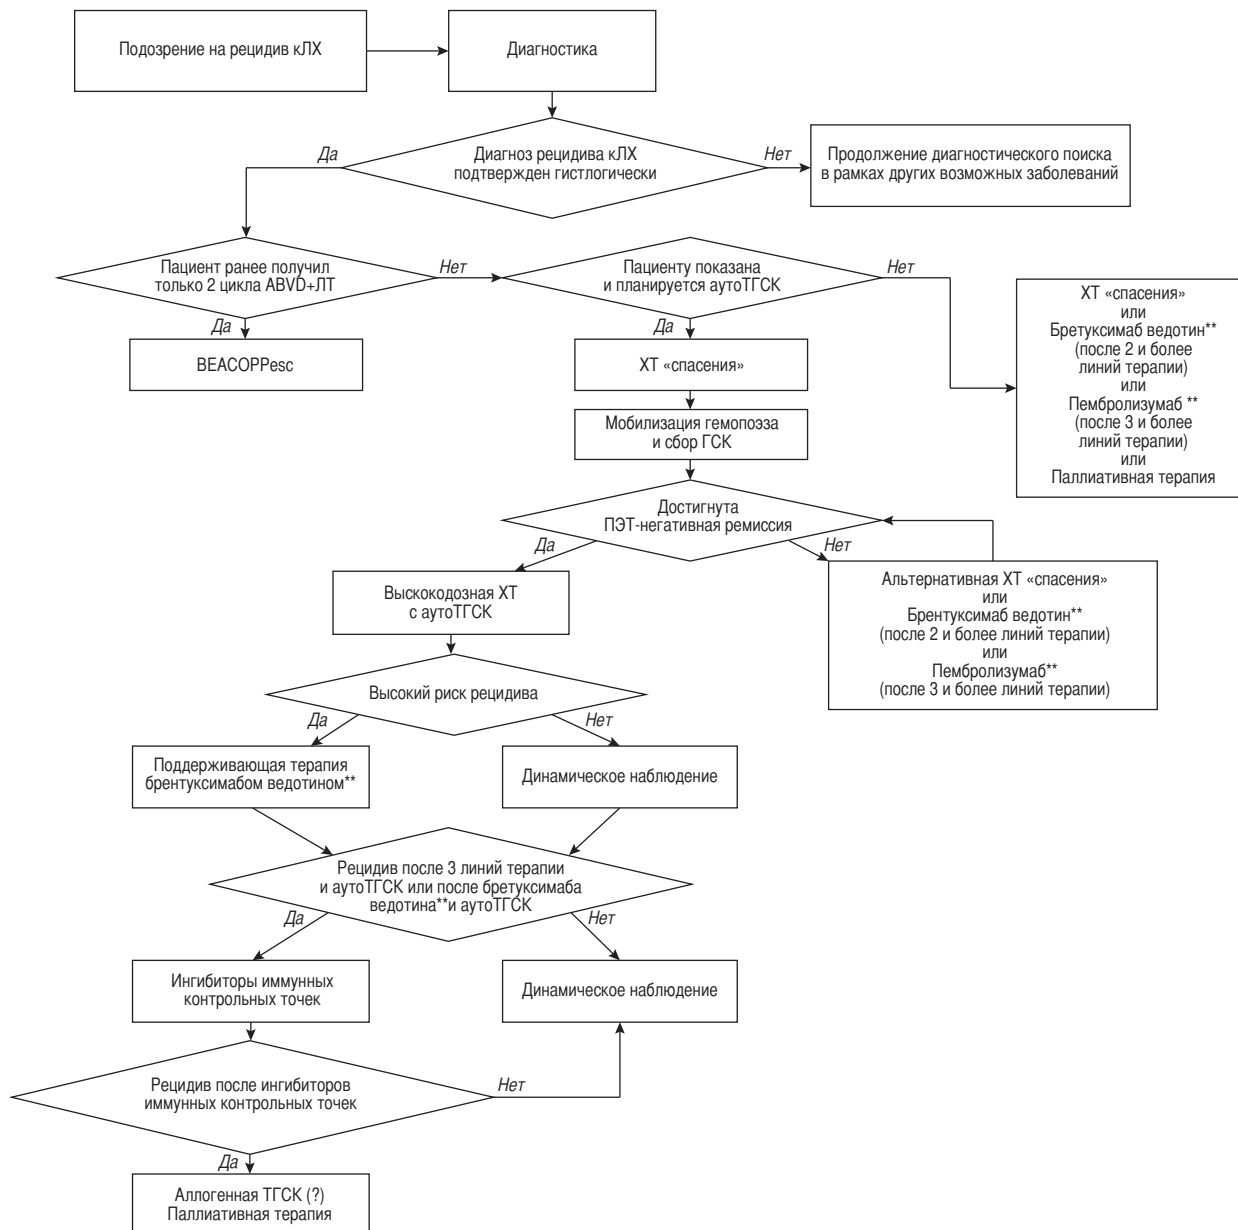 Подозрение на рецидив кЛХ
Диагностика
Да
Диагноз рецидива кЛХ
подтвержден гистлогически
Нет
Продолжение диагностического поиска
в рамках других возможных заболеваний
Пациент ранее получил
только 2 цикла ABVD+ЛТ
Нет
Пациенту показана
и планируется аутоТГСК
Нет
ХТ «спасения»
или
Бретуксимаб ведотин**
(после 2 и более
линий терапии)
или
Пембролизумаб **
(после 3 и более
линий терапии)
или
Паллиативная терапия
Да
BEACOPPesc
Да
ХТ «спасения»
Мобилизация гемопоэза
и сбор ГСК
Достигнута
ПЭТ-негативная ремиссия
Да
Нет
Альтернативная ХТ «спасения»
или
Брентуксимаб ведотин**
(после 2 и более линий терапии)
или
Пембролизумаб**
(после 3 и более линий терапии)
Выскокодозная ХТ
с аутоТГСК
Высокий риск рецидива
Да
Нет
Поддерживающая терапия
брентуксимабом ведотином**
Динамическое наблюдение
Рецидив после 3 линий терапии
и аутоТГСК или после бретуксимаба
ведотина**и аутоТГСК
Да
Нет
Ингибиторы иммунных
контрольных точек
Динамическое наблюдение
Рецидив после ингибиторов
иммунных контрольных точек
Нет
Да
Аллогенная ТГСК (?)
Паллиативная терапия